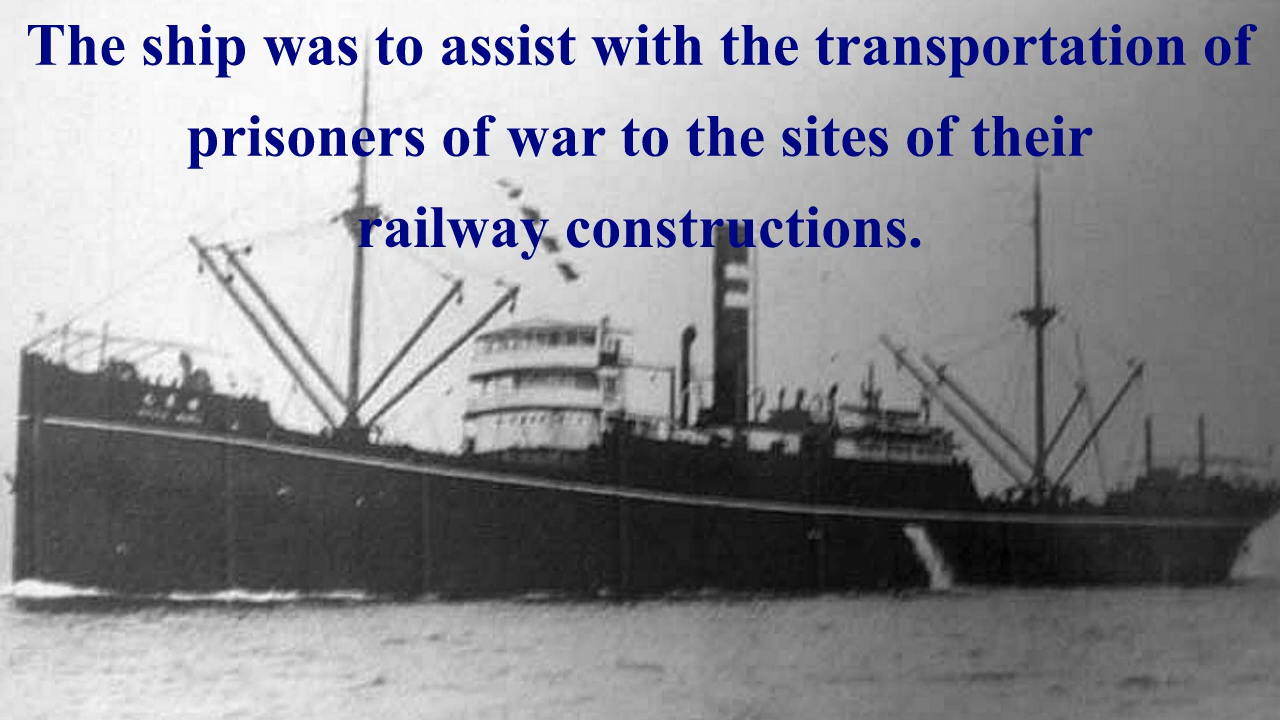 The ship was to assist with the transportation of
prisoners of war to the sites of their
railway constructions.